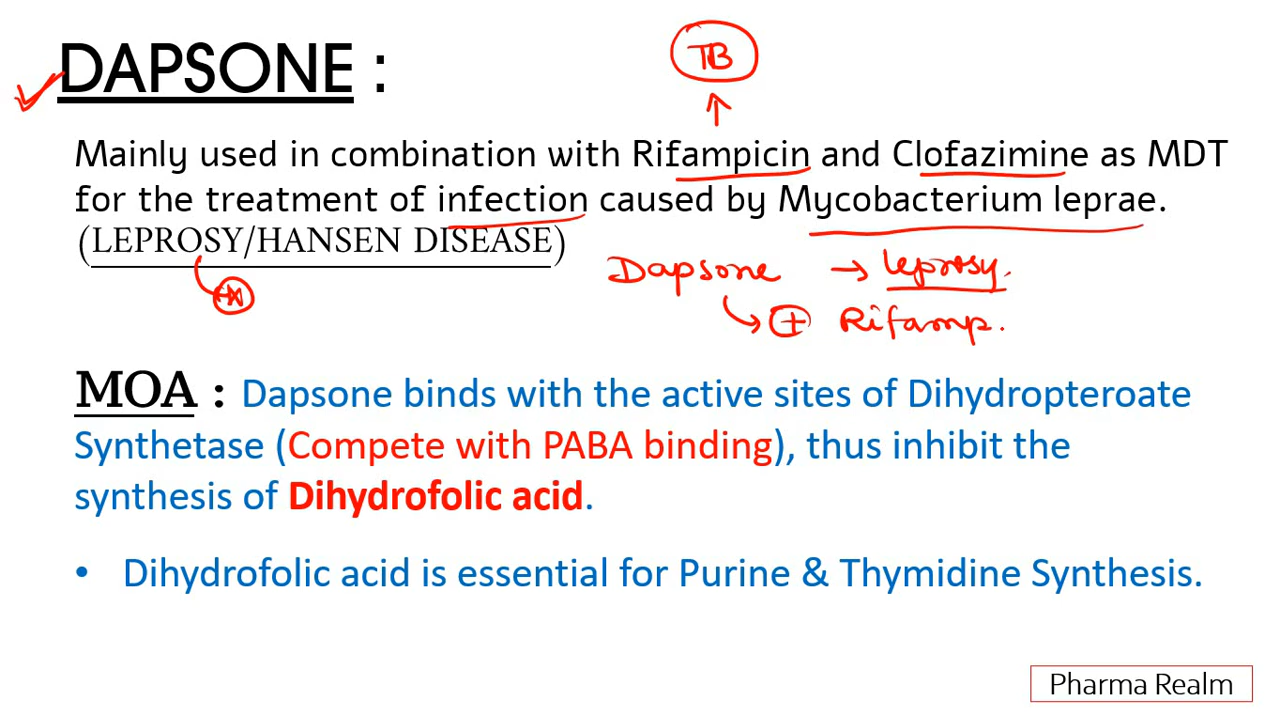 DAPSONE :
TB
Mainly used in combination with Rifampicin and Clofazimine as MDT
for the treatment of infection caused by Mycobacterium leprae.
(LEPROSY/HANSEN DISEASE)
Dapsone → leprosy.
+ Rifamp.
MOA : Dapsone binds with the active sites of Dihydropteroate
Synthetase (Compete with PABA binding), thus inhibit the
synthesis of Dihydrofolic acid.
• Dihydrofolic acid is essential for Purine & Thymidine Synthesis.
Pharma Realm